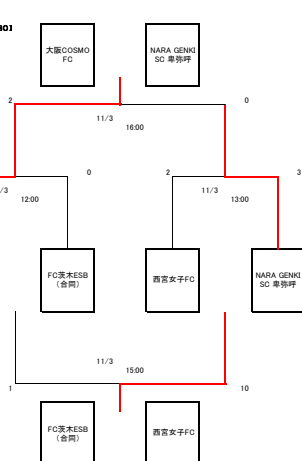 大阪COSMO
FC
NARA GENKI
SC 卑弥呼
2
0
11/3
16:00
0
2
3
/3
12:00
11/3
13:00
FC茨木ESB
（合同）
西宮女子FC
NARA GENKI
SC 卑弥呼
11/3
15:00
1
10
FC茨木ESB
（合同）
西宮女子FC